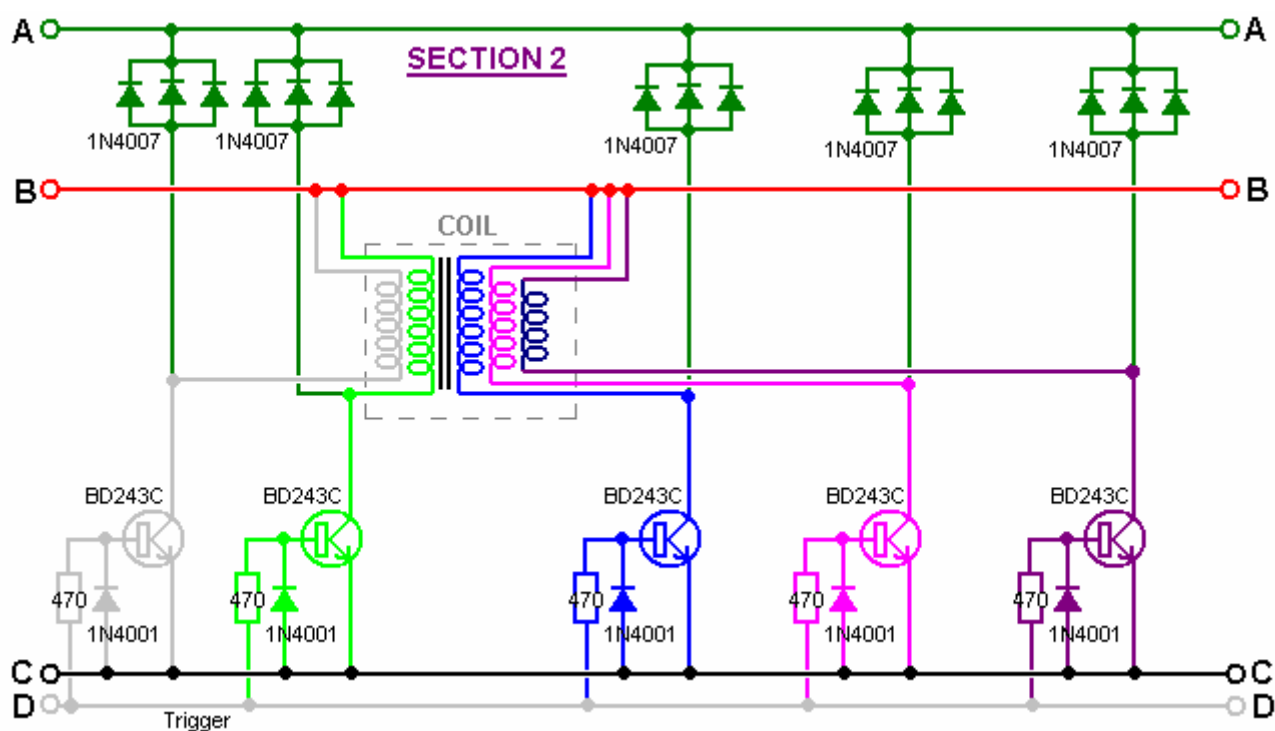 A A
SECTION 2
1N4007 1N4007 1N4007 1N4007 1N4007
B B
COIL
BD243C BD243C BD243C BD243C BD243C
470 470 470 470 470
1N4001 1N4001 1N4001 1N4001 1N4001
C C
D D
Trigger